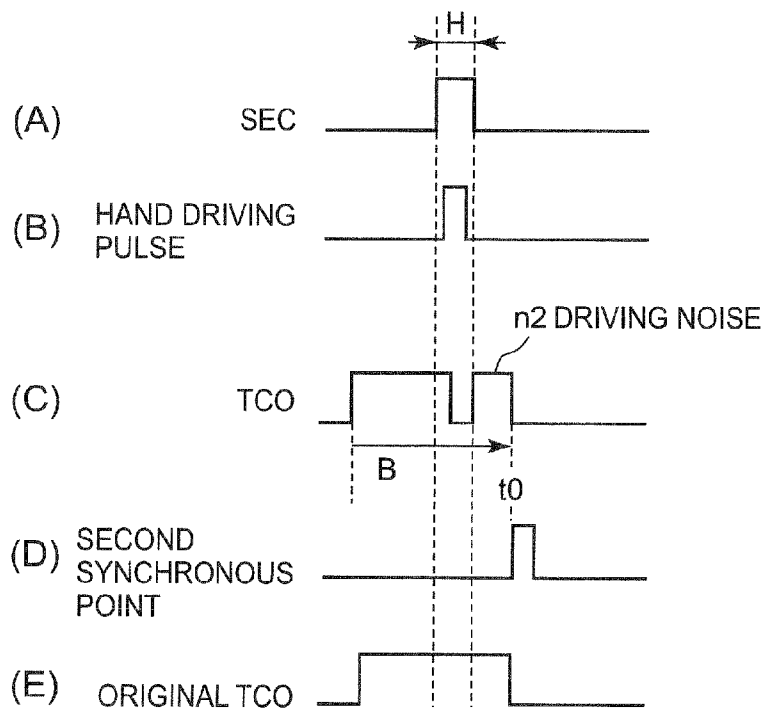 H
(A) SEC
(B) HAND DRIVING
PULSE
n2 DRIVING NOISE
(C) TCO
B
t0
(D) SECOND
SYNCHRONOUS
POINT
(E) ORIGINAL TCO